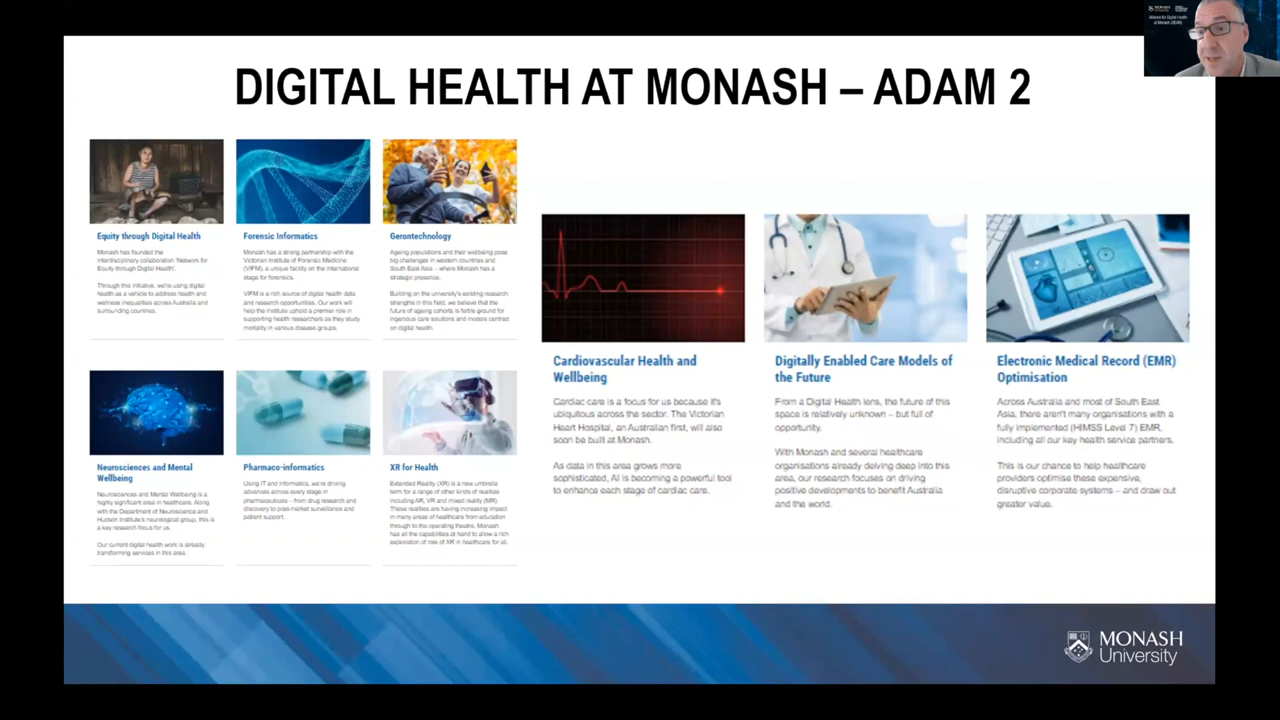 MONASH
University
Alliance for Digital Health
at Monash (ADAM)
DIGITAL HEALTH AT MONASH – ADAM 2
Equity through Digital Health
Monash has founded the
interdisciplinary collaboration 'Network for
Equity through Digital Health'.
Through this initiative, we're using digital
health as a vehicle to address health and
wellness inequalities across Australia and
surrounding countries.
Forensic Informatics
Monash has a strong partnership with the
Victorian Institute of Forensic Medicine
(VIFM), a unique facility on the international
stage for forensics.
VIFM is a rich source of digital health data
and research opportunities. Our work will
help the Institute uphold a premier role in
supporting health researchers as they study
mortality in various disease groups.
Gerontechnology
Ageing populations and their wellbeing pose
big challenges in western countries and
South East Asia – where Monash has a
strategic presence.
Building on the university's existing research
strengths in this field, we believe that the
future of ageing cohorts is fertile ground for
ingenious care solutions and models centred
on digital health.
Neurosciences and Mental
Wellbeing
Neurosciences and Mental Wellbeing is a
highly significant area in healthcare. Along
with the Department of Neuroscience and
Hudson Institute's neurological group, this is
a key research focus for us.
Our current digital health work is already
transforming services in this area.
Pharmaco-informatics
Using IT and informatics, we're driving
advances across every stage in
pharmaceuticals – from drug research and
discovery to post-market surveillance and
patient support.
XR for Health
Extended Reality (XR) is a new umbrella
term for a range of other kinds of realities
including AR, VR and mixed reality (MR).
These realities are having increasing impact
in many areas of healthcare from education
through to the operating theatre. Monash
has all the capabilities at hand to allow a rich
exploration of role of XR in healthcare for all.
Cardiovascular Health and
Wellbeing
Cardiac care is a focus for us because it's
ubiquitous across the sector. The Victorian
Heart Hospital, an Australian first, will also
soon be built at Monash.
As data in this area grows more
sophisticated, AI is becoming a powerful tool
to enhance each stage of cardiac care.
Digitally Enabled Care Models of
the Future
From a Digital Health lens, the future of this
space is relatively unknown – but full of
opportunity.
With Monash and several healthcare
organisations already delving deep into this
area, our research focuses on driving
positive developments to benefit Australia
and the world.
Electronic Medical Record (EMR)
Optimisation
Across Australia and most of South East
Asia, there aren't many organisations with a
fully implemented (HIMSS Level 7) EMR,
including all our key health service partners.
This is our chance to help healthcare
providers optimise these expensive,
disruptive corporate systems – and draw out
greater value.
MONASH
University